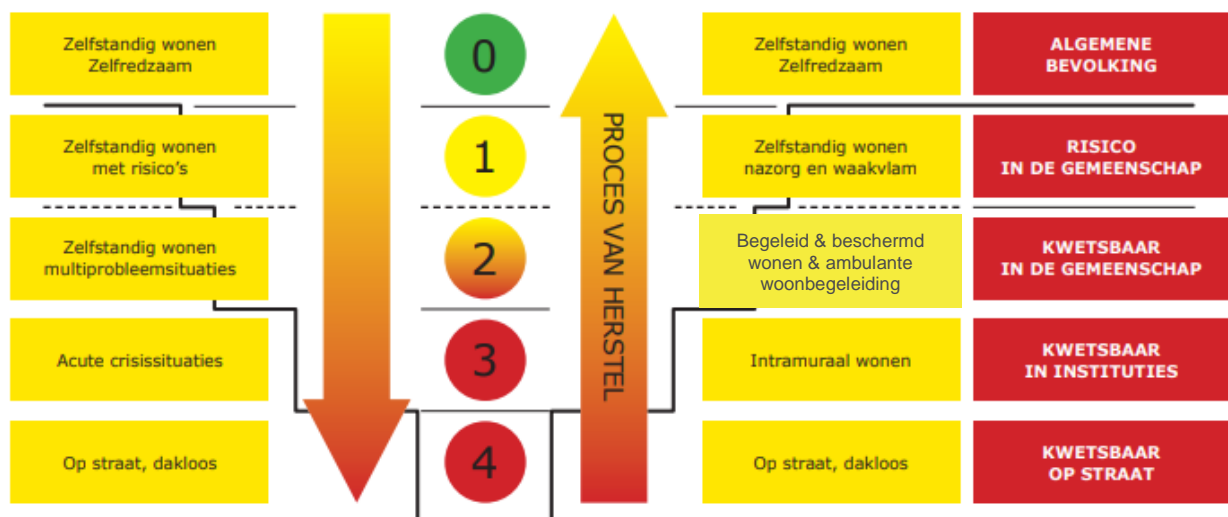 Zelfstandig wonen
Zelfredzaam
0
Zelfstandig wonen
Zelfredzaam
ALGEMENE
BEVOLKING
Zelfstandig wonen
met risico's
1
Zelfstandig wonen
nazorg en waakvlam
RISICO
IN DE GEMEENSCHAP
Zelfstandig wonen
multiprobleemsituaties
2
Begeleid & beschermd
wonen & ambulante
woonbegeleiding
KWETSBAAR
IN DE GEMEENSCHAP
Acute crisissituaties
3
Intramuraal wonen
KWETSBAAR
IN INSTITUTIES
Op straat, dakloos
4
Op straat, dakloos
KWETSBAAR
OP STRAAT
PROCES VAN HERSTEL